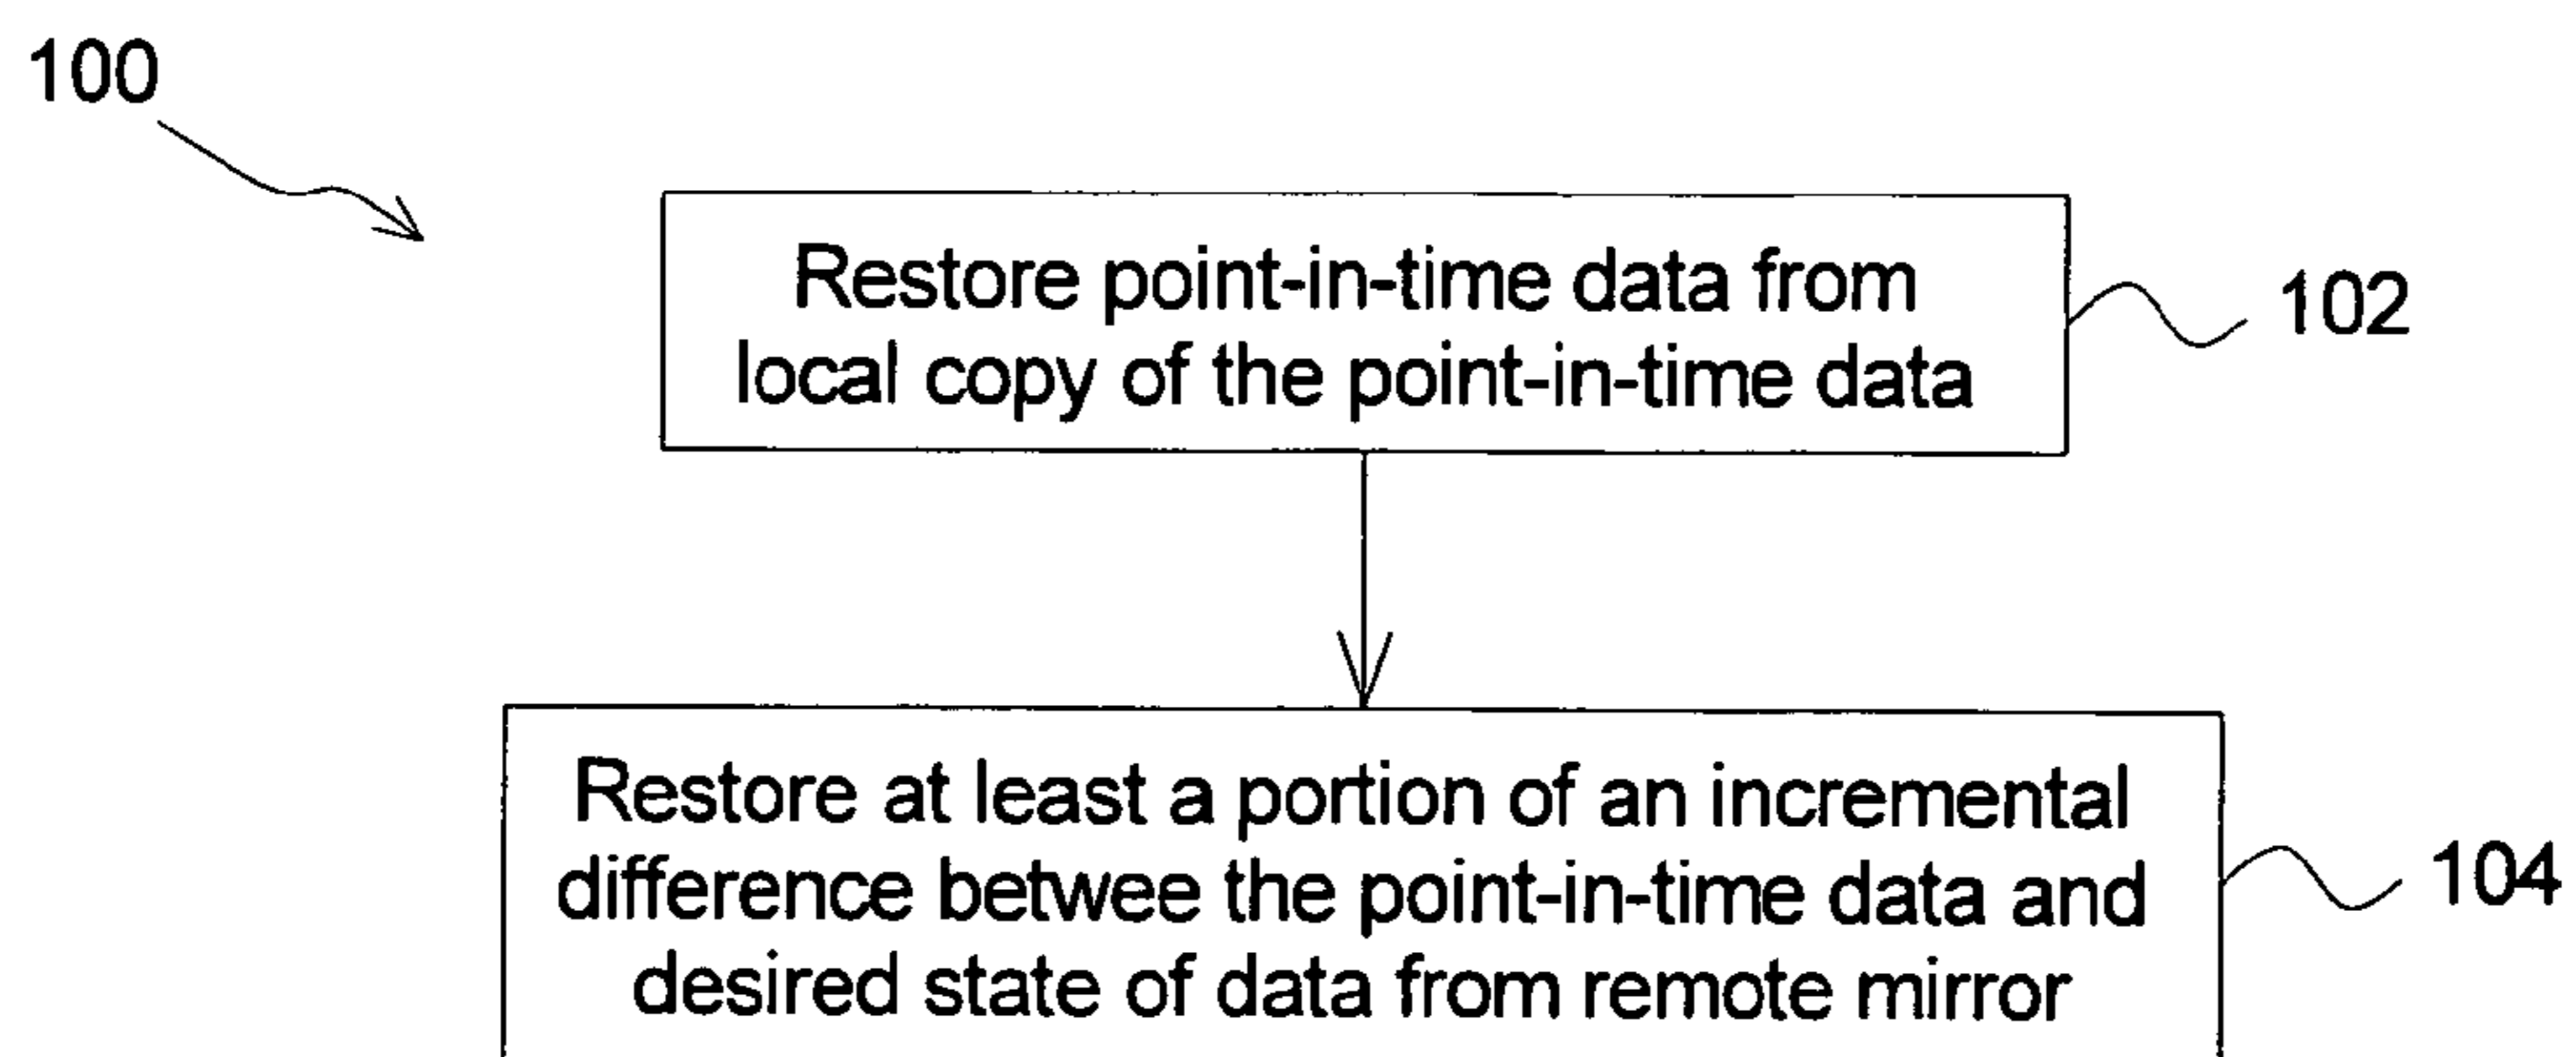 100
Restore point-in-time data from
local copy of the point-in-time data
102
Restore at least a portion of an incremental
difference betwee the point-in-time data and
desired state of data from remote mirror
104